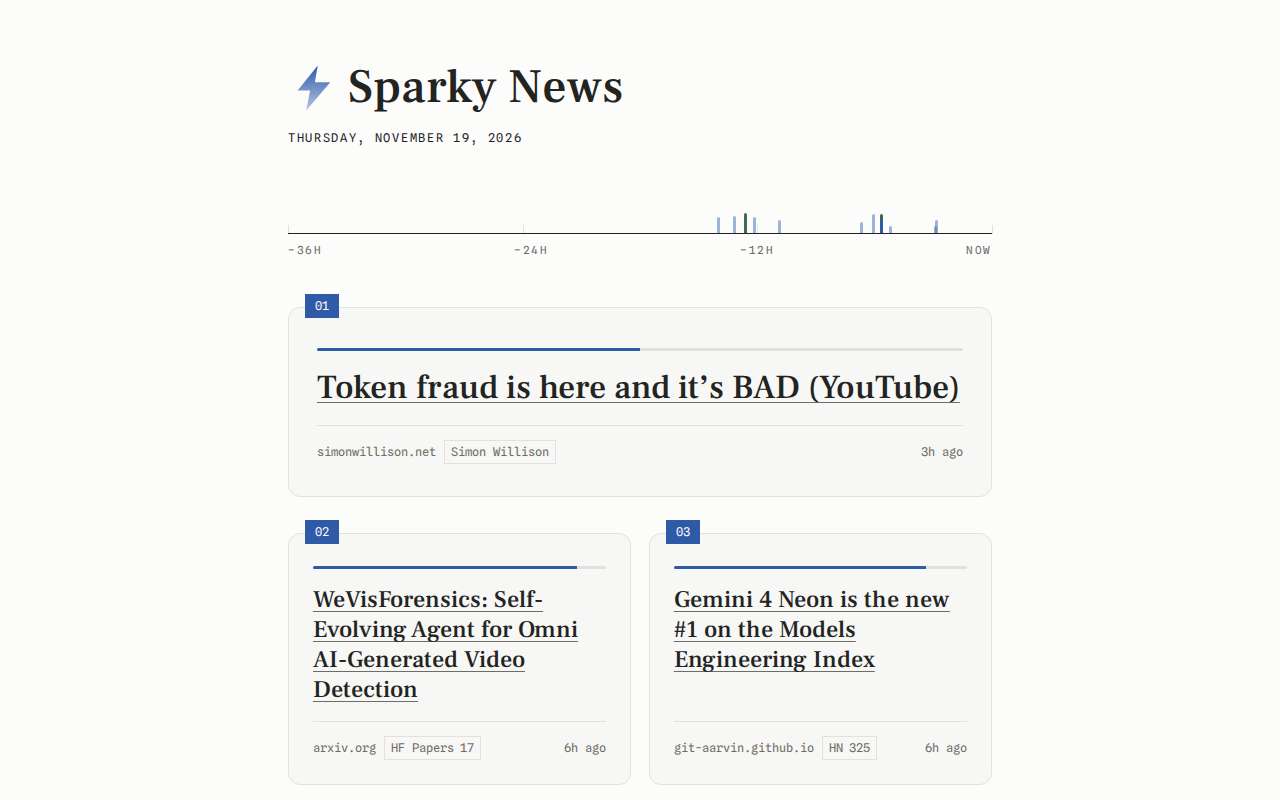 Sparky News
THURSDAY, NOVEMBER 19, 2026
-36H -24H -12H NOW
01
Token fraud is here and it’s BAD (YouTube)
simonwillison.net Simon Willison 3h ago
02
WeVisForensics: Self-
Evolving Agent for Omni
AI-Generated Video
Detection
arxiv.org HF Papers 17 6h ago
03
Gemini 4 Neon is the new
#1 on the Models
Engineering Index
git-aarvin.github.io HN 325 6h ago